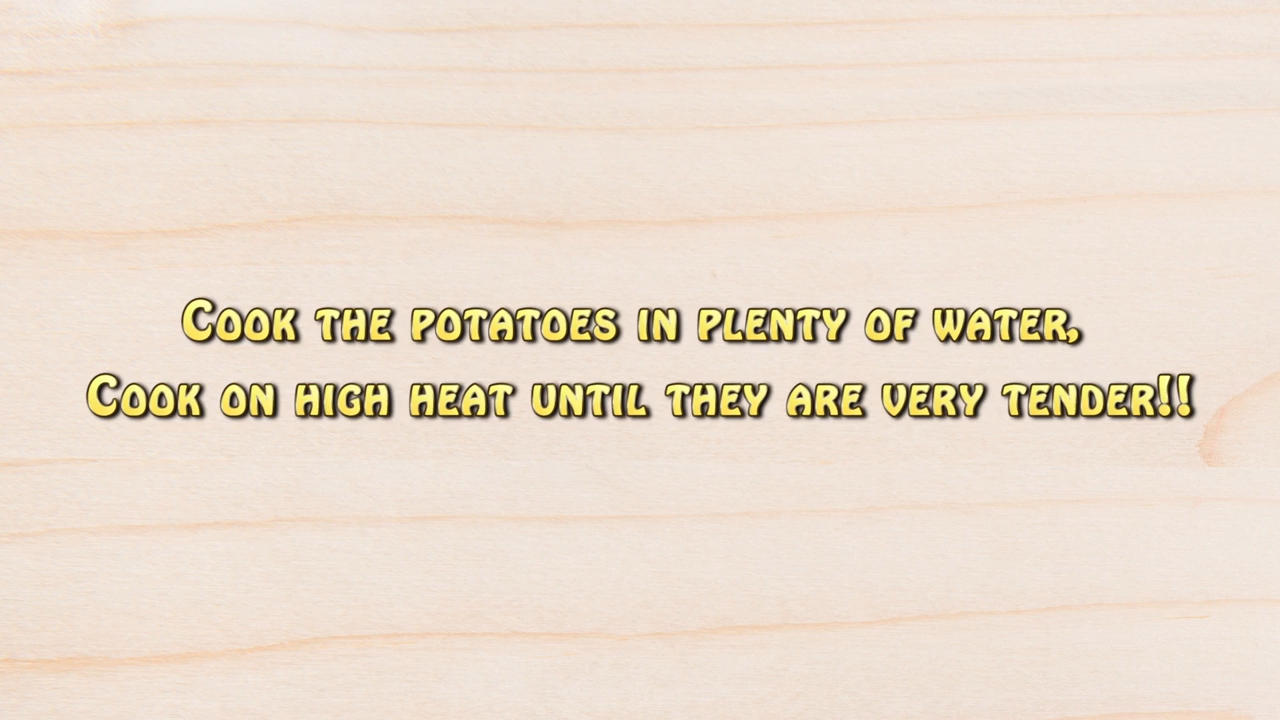 Cook the potatoes in plenty of water,
Cook on high heat until they are very tender!!